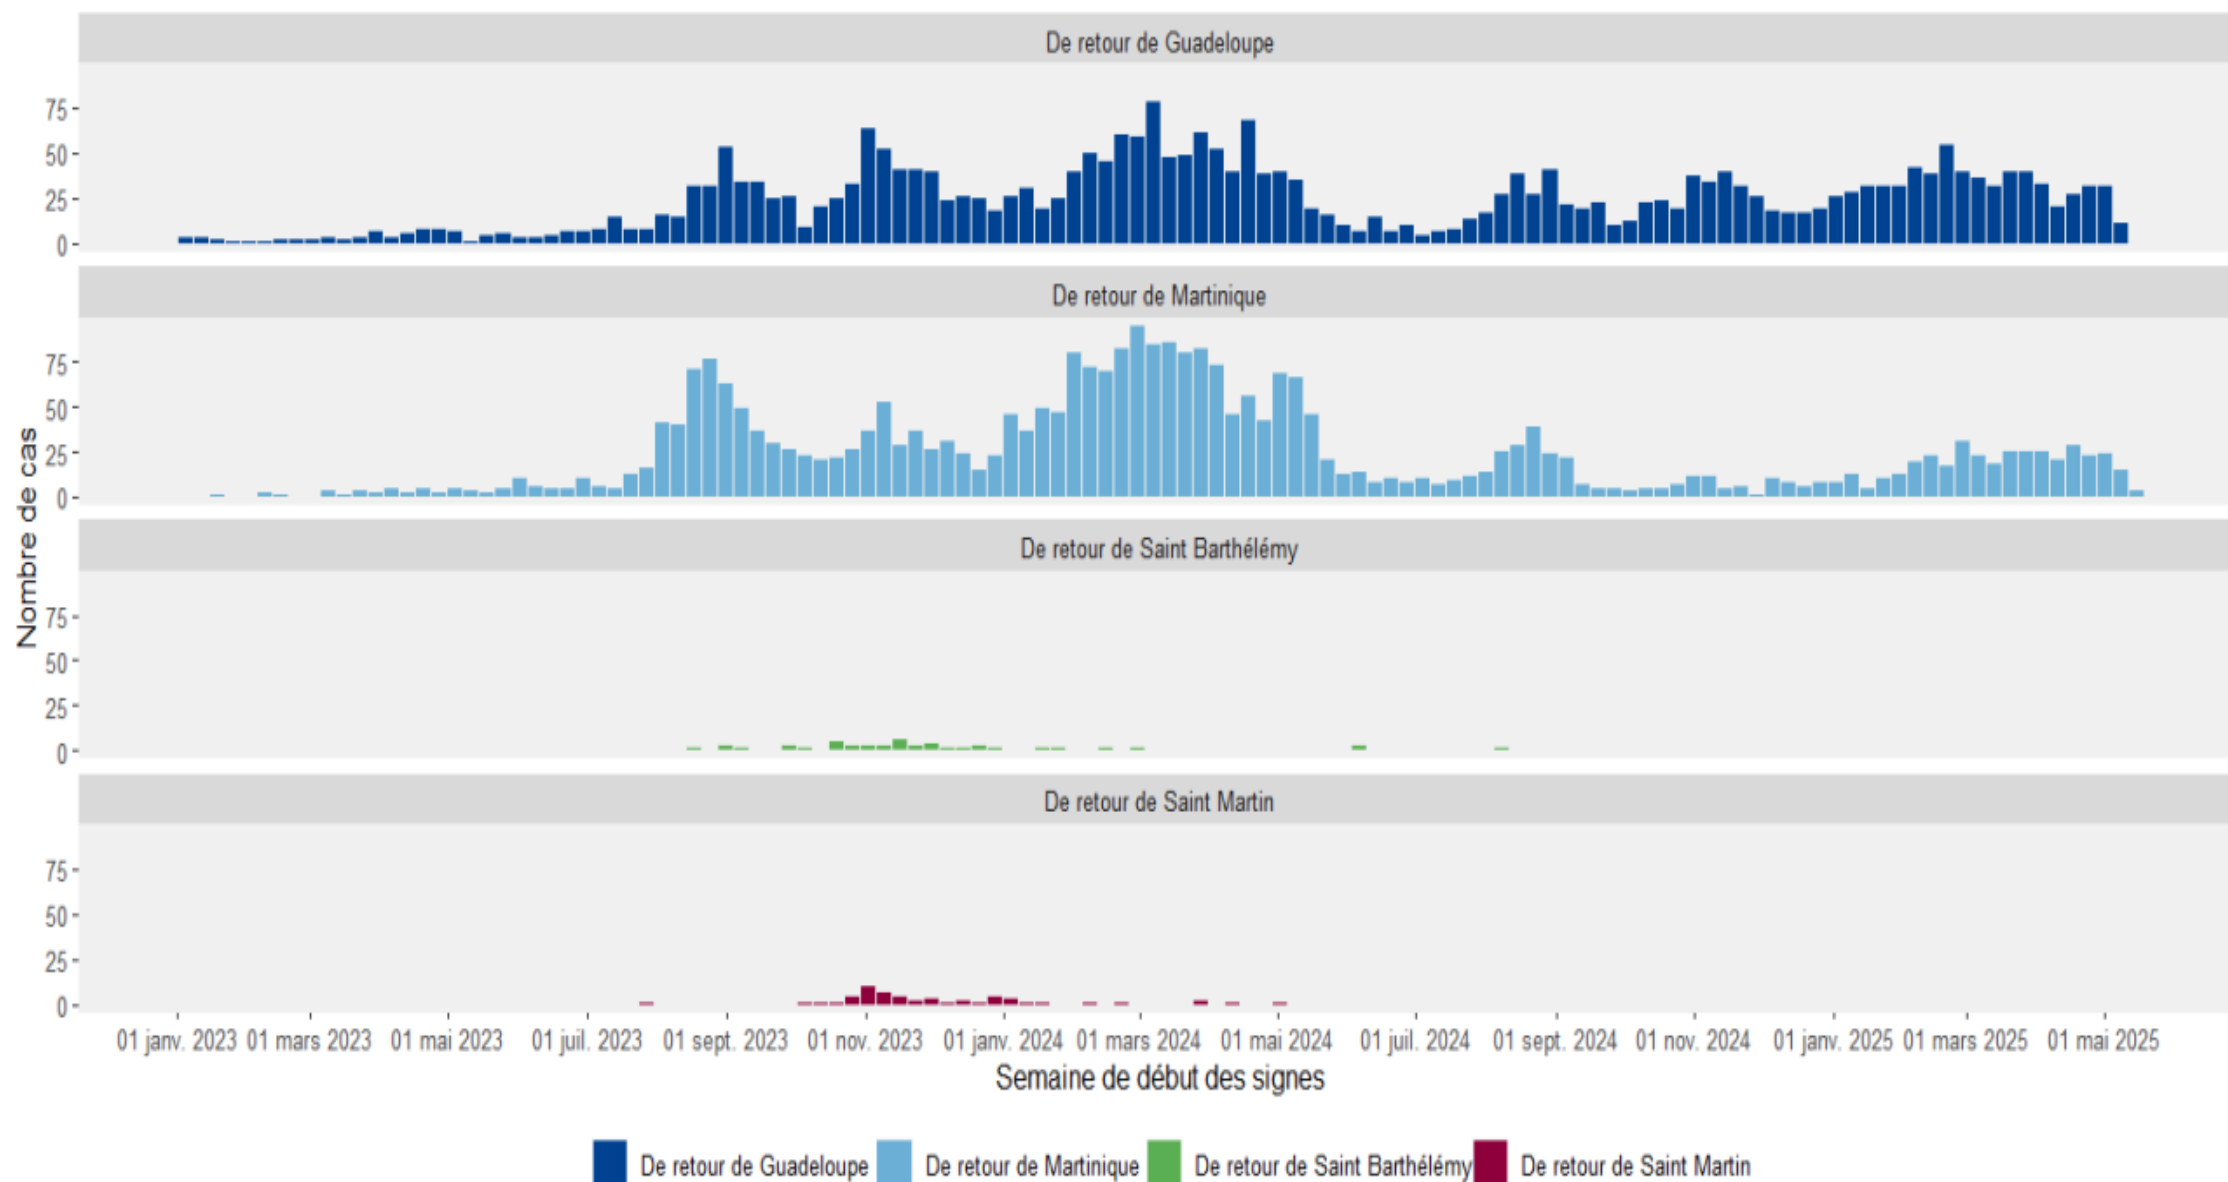 De retour de Guadeloupe
75
50
25
0
De retour de Martinique
75
50
25
0
De retour de Saint Barthélémy
75
50
25
0
De retour de Saint Martin
75
50
25
0
Nombre de cas
01 janv. 2023 01 mars 2023 01 mai 2023 01 juil. 2023 01 sept. 2023 01 nov. 2023 01 janv. 2024 01 mars 2024 01 mai 2024 01 juil. 2024 01 sept. 2024 01 nov. 2024 01 janv. 2025 01 mars 2025 01 mai 2025
Semaine de début des signes
De retour de Guadeloupe De retour de Martinique De retour de Saint Barthélémy De retour de Saint Martin